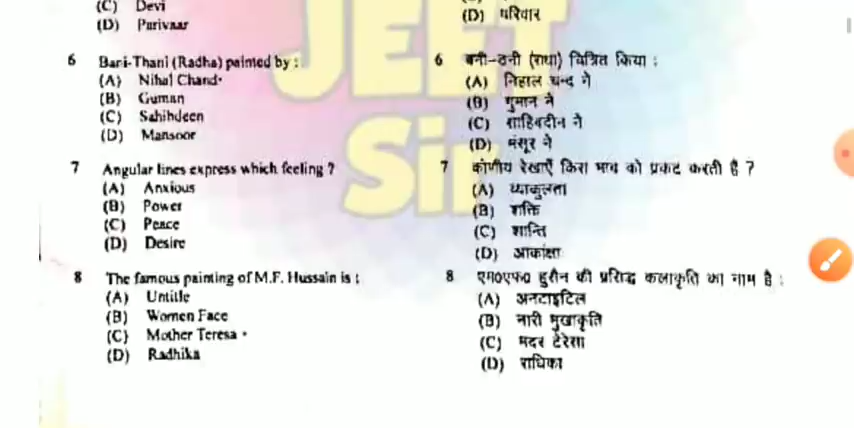 (C) Devi
(D) Parivaar
6 Bani-Thani (Radha) painted by :
(A) Nihal Chand
(B) Guman
(C) Sahibdeen
(D) Mansoor
7 Angular lines express which feeling ?
(A) Anxious
(B) Power
(C) Peace
(D) Desire
8 The famous painting of M.F. Hussain is :
(A) Untitle
(B) Women Face
(C) Mother Teresa
(D) Radhika
(D) परिवार
6 बनी-ठनी (राधा) चित्रित किया :
(A) निहाल चन्द ने
(B) गुमान ने
(C) साहिबदीन ने
(D) मंसूर ने
7 कोणीय रेखाएँ किस भाव को प्रकट करती हैं ?
(A) व्याकुलता
(B) शक्ति
(C) शान्ति
(D) आकांक्षा
8 एम०एफ० हुसैन की प्रसिद्ध कलाकृति का नाम है :
(A) अनटाइटिल
(B) नारी मुखाकृति
(C) मदर टेरेसा
(D) राधिका
JEET
Sir